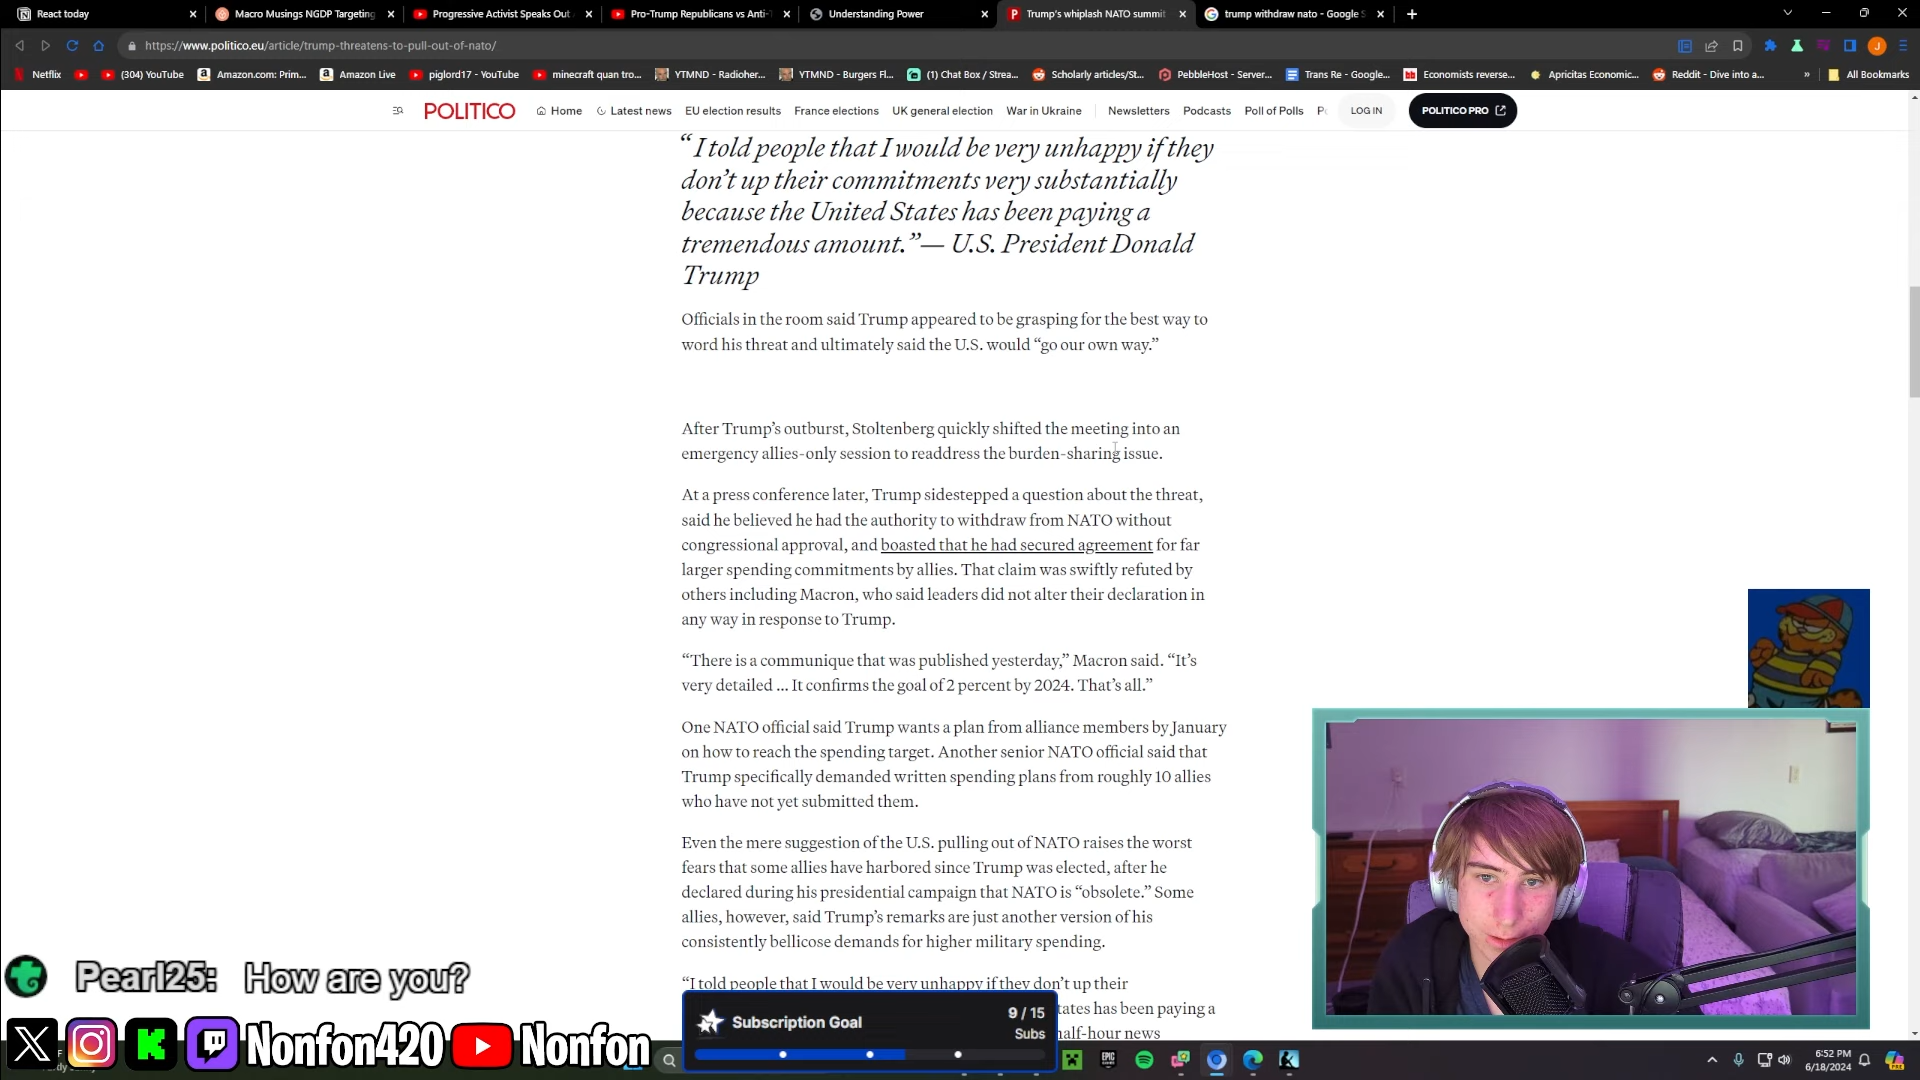 React today
Macro Musings NGDP Targeting
Progressive Activist Speaks Out
Pro-Trump Republicans vs Anti-T
Understanding Power
Trump's whiplash NATO summit
trump withdraw nato - Google S
https://www.politico.eu/article/trump-threatens-to-pull-out-of-nato/
Netflix
(304) YouTube
Amazon.com: Prim...
Amazon Live
piglord17 - YouTube
minecraft quan tro...
YTMND - Radioher...
YTMND - Burgers Fl...
(1) Chat Box / Strea...
Scholarly articles/St...
PebbleHost - Server...
Trans Re - Google...
Economists reverse...
Apricitas Economic...
Reddit - Dive into a...
»
All Bookmarks
POLITICO
Home
Latest news
EU election results
France elections
UK general election
War in Ukraine
Newsletters
Podcasts
Poll of Polls
LOG IN
POLITICO PRO
“I told people that I would be very unhappy if they
don’t up their commitments very substantially
because the United States has been paying a
tremendous amount.”— U.S. President Donald
Trump
Officials in the room said Trump appeared to be grasping for the best way to
word his threat and ultimately said the U.S. would “go our own way.”
After Trump’s outburst, Stoltenberg quickly shifted the meeting into an
emergency allies-only session to readdress the burden-sharing issue.
At a press conference later, Trump sidestepped a question about the threat,
said he believed he had the authority to withdraw from NATO without
congressional approval, and boasted that he had secured agreement for far
larger spending commitments by allies. That claim was swiftly refuted by
others including Macron, who said leaders did not alter their declaration in
any way in response to Trump.
“There is a communique that was published yesterday,” Macron said. “It’s
very detailed … It confirms the goal of 2 percent by 2024. That’s all.”
One NATO official said Trump wants a plan from alliance members by January
on how to reach the spending target. Another senior NATO official said that
Trump specifically demanded written spending plans from roughly 10 allies
who have not yet submitted them.
Even the mere suggestion of the U.S. pulling out of NATO raises the worst
fears that some allies have harbored since Trump was elected, after he
declared during his presidential campaign that NATO is “obsolete.” Some
allies, however, said Trump’s remarks are just another version of his
consistently bellicose demands for higher military spending.
“I told people that I would be very unhappy if they don’t up their
tates has been paying a
half-hour news
Pearl25: How are you?
Subscription Goal
9 / 15
Subs
Nonfon420
Nonfon
6:52 PM
6/18/2024